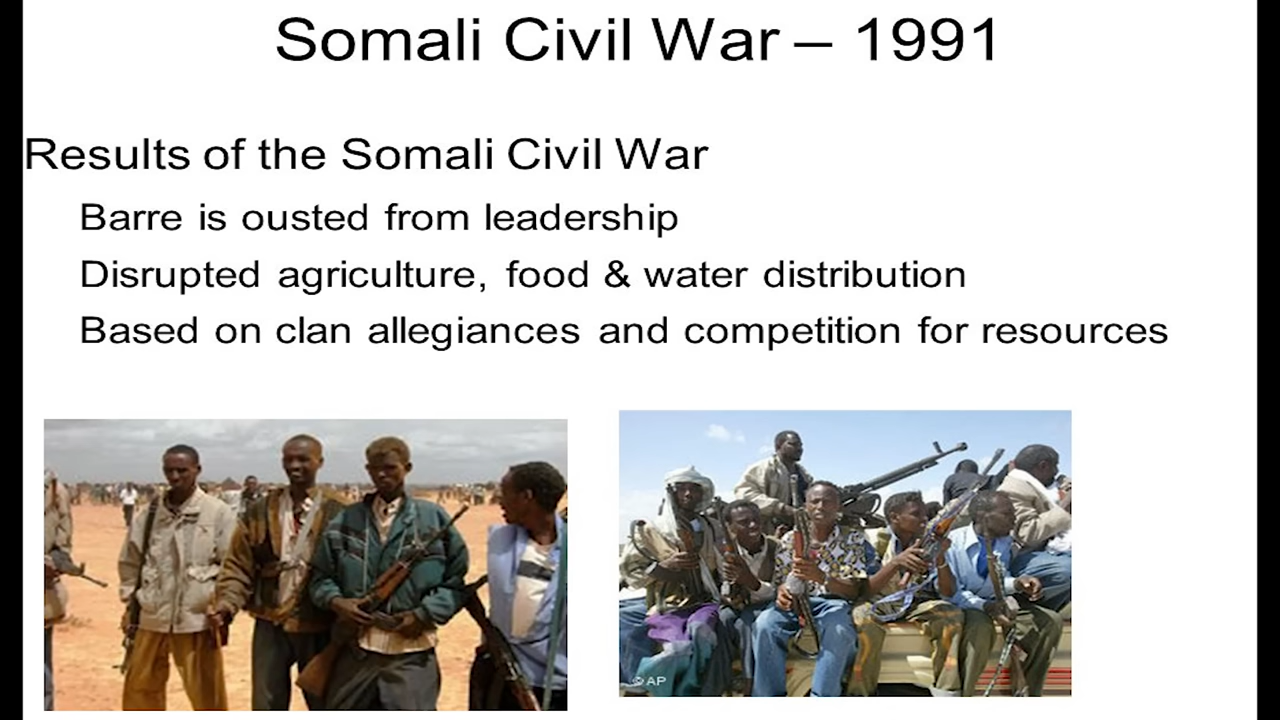 Somali Civil War – 1991
Results of the Somali Civil War
Barre is ousted from leadership
Disrupted agriculture, food & water distribution
Based on clan allegiances and competition for resources
© AP